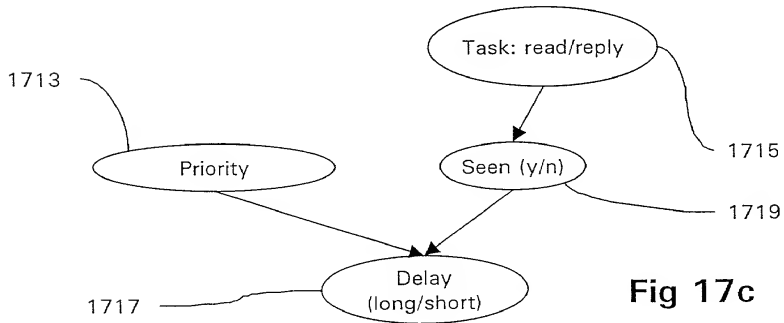 Task: read/reply
1713
1715
Priority
Seen (y/n)
1719
Delay
(long/short)
1717
Fig 17c